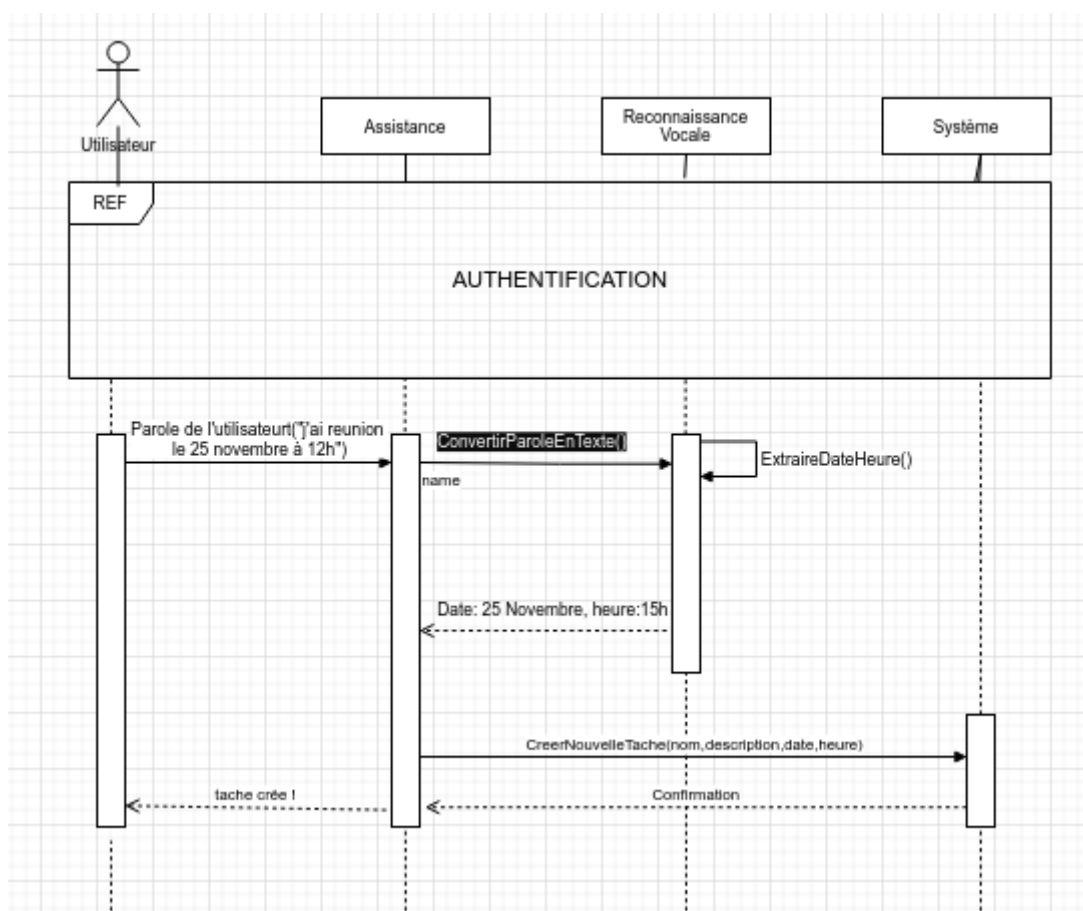 Utilisateur
Assistance
Reconnaissance
Vocale
Système
REF
AUTHENTIFICATION
Parole de l'utilisateurt("j'ai reunion
le 25 novembre à 12h")
ConvertirParoleEnTexte()
name
ExtraireDateHeure()
Date: 25 Novembre, heure:15h
CreerNouvelleTache(nom,description,date,heure)
tache crée !
Confirmation